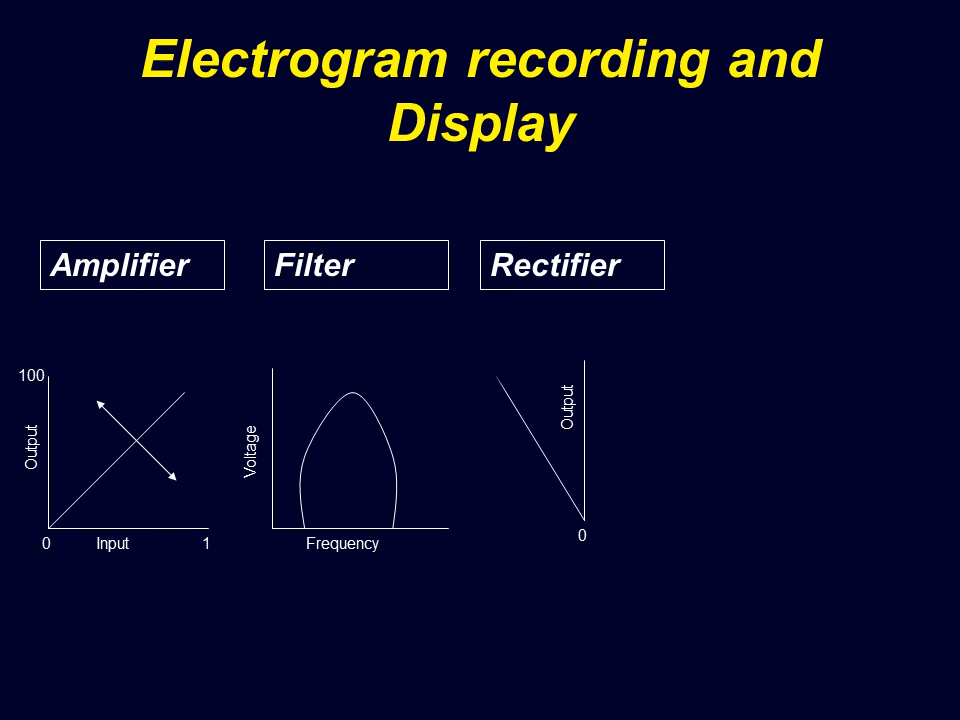 Electrogram recording and
Display
Amplifier
Filter
Rectifier
100
Output
0
Input
1
Voltage
Frequency
Output
0